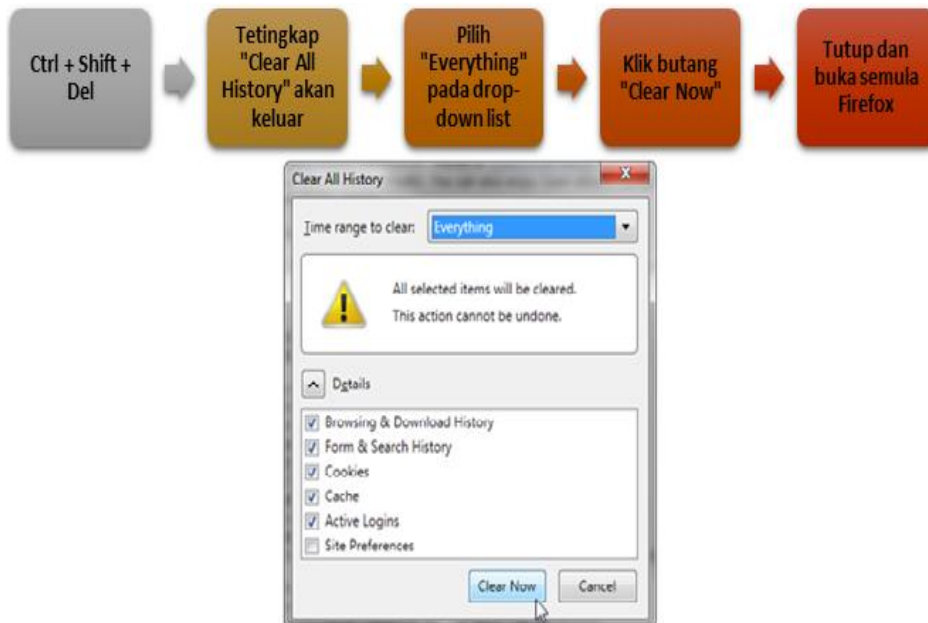 Ctrl + Shift +
Del
Tetingkap
"Clear All
History" akan
keluar
Pilih
"Everything"
pada drop-
down list
Klik butang
"Clear Now"
Tutup dan
buka semula
Firefox
Clear All History
Time range to clear: Everything
All selected items will be cleared.
This action cannot be undone.
Details
Browsing & Download History
Form & Search History
Cookies
Cache
Active Logins
Site Preferences
Clear Now Cancel